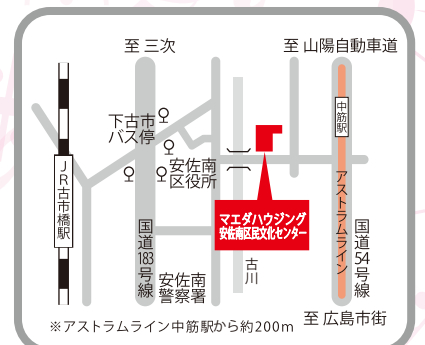 至 三次
至 山陽自動車道
下古市
バス停
中筋駅
安佐南
区役所
JR古市橋駅
マエダハウジング
安佐南区民文化センター
アストラムライン
国道183号線
国道54号線
古川
安佐南
警察署
至 広島市街
※アストラムライン中筋駅から約200m